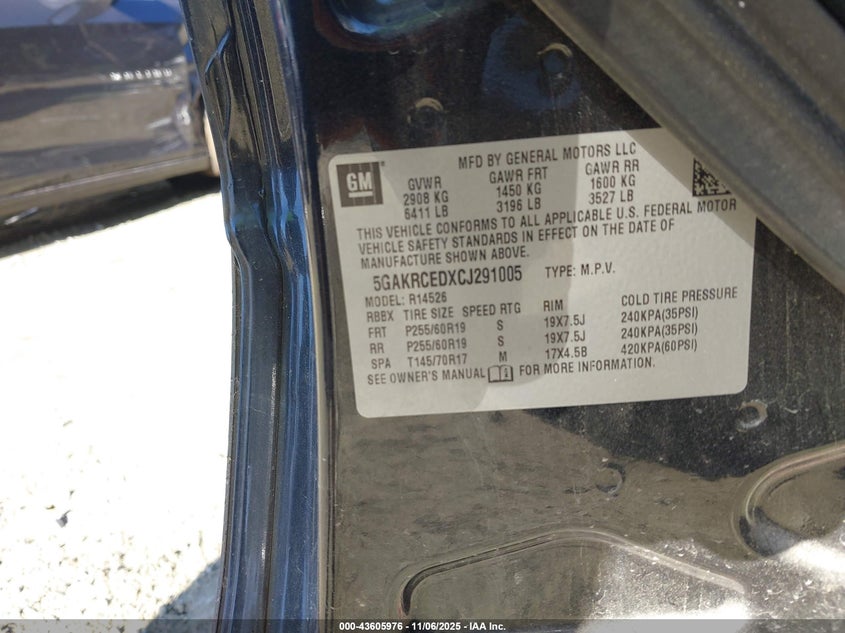 GM
MFD BY GENERAL MOTORS LLC
GVWR GAWR FRT GAWR RR
2908 KG 1450 KG 1600 KG
6411 LB 3196 LB 3527 LB
THIS VEHICLE CONFORMS TO ALL APPLICABLE U.S. FEDERAL MOTOR
VEHICLE SAFETY STANDARDS IN EFFECT ON THE DATE OF
MANUFACTURE SHOWN ABOVE.
5GAKRCEDXCJ291005 TYPE: M.P.V.
MODEL: R14526
RBBX TIRE SIZE SPEED RTG RIM COLD TIRE PRESSURE
FRT P255/60R19 S 19X7.5J 240KPA(35PSI)
RR P255/60R19 S 19X7.5J 240KPA(35PSI)
SPA T145/70R17 M 17X4.5B 420KPA(60PSI)
SEE OWNER'S MANUAL FOR MORE INFORMATION.
000-43605976 - 11/06/2025 - IAA Inc.